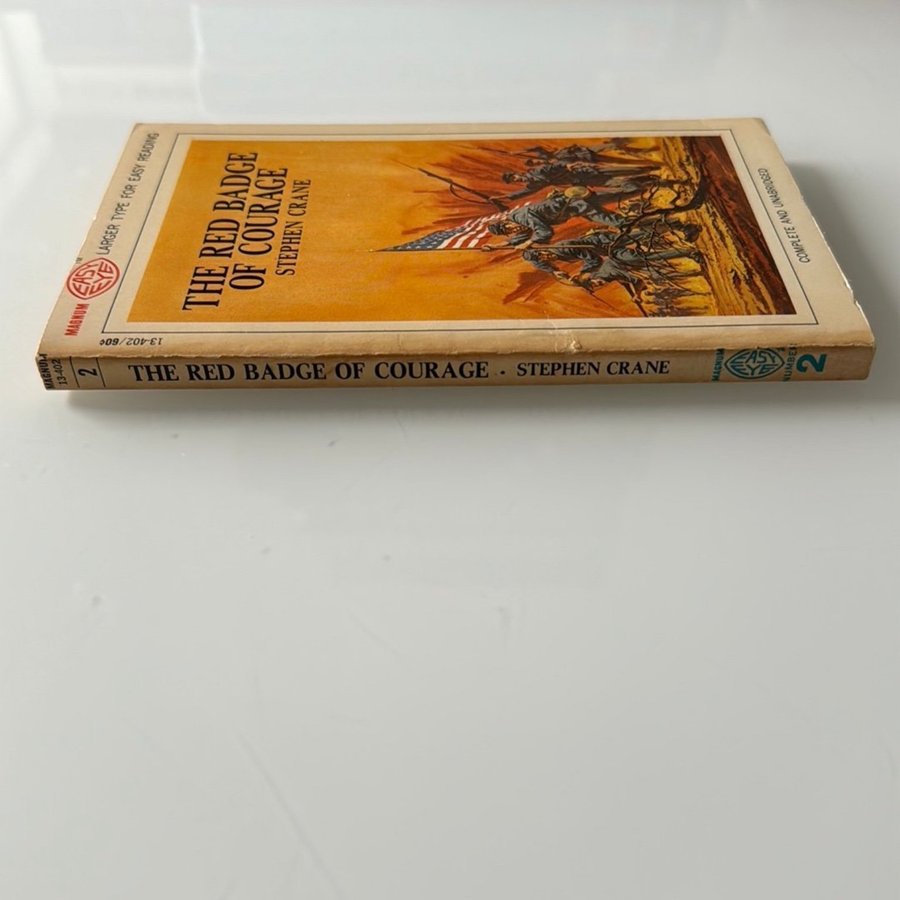 MAGNUM
EASY EYE
TM
LARGER TYPE FOR EASY READING
13-402/60¢
THE RED BADGE
OF COURAGE
STEPHEN CRANE
COMPLETE AND UNABRIDGED
MAGNUM
13-402
2
THE RED BADGE OF COURAGE . STEPHEN CRANE
MAGNUM
EASY EYE
NUMBER
2